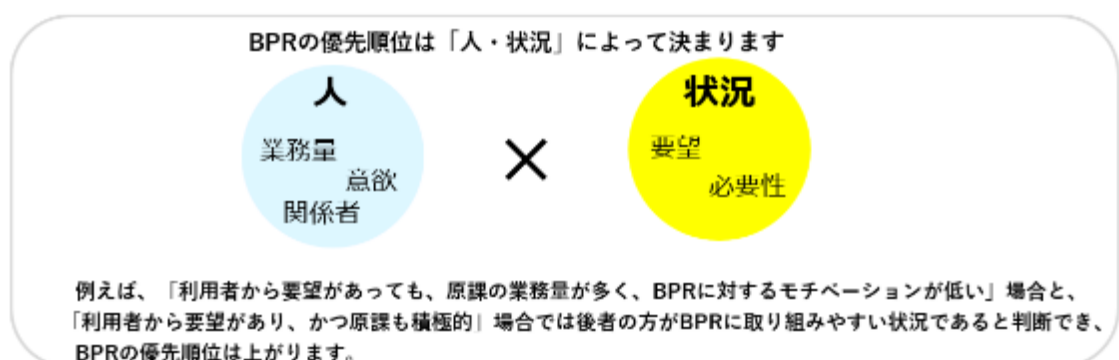 BPRの優先順位は「人・状況」によって決まります
人
状況
業務量
意欲
関係者
×
要望
必要性
例えば、「利用者から要望があっても、原課の業務量が多く、BPRに対するモチベーションが低い」場合と、
「利用者から要望があり、かつ原課も積極的」場合では後者の方がBPRに取り組みやすい状況であると判断でき、
BPRの優先順位は上がります。